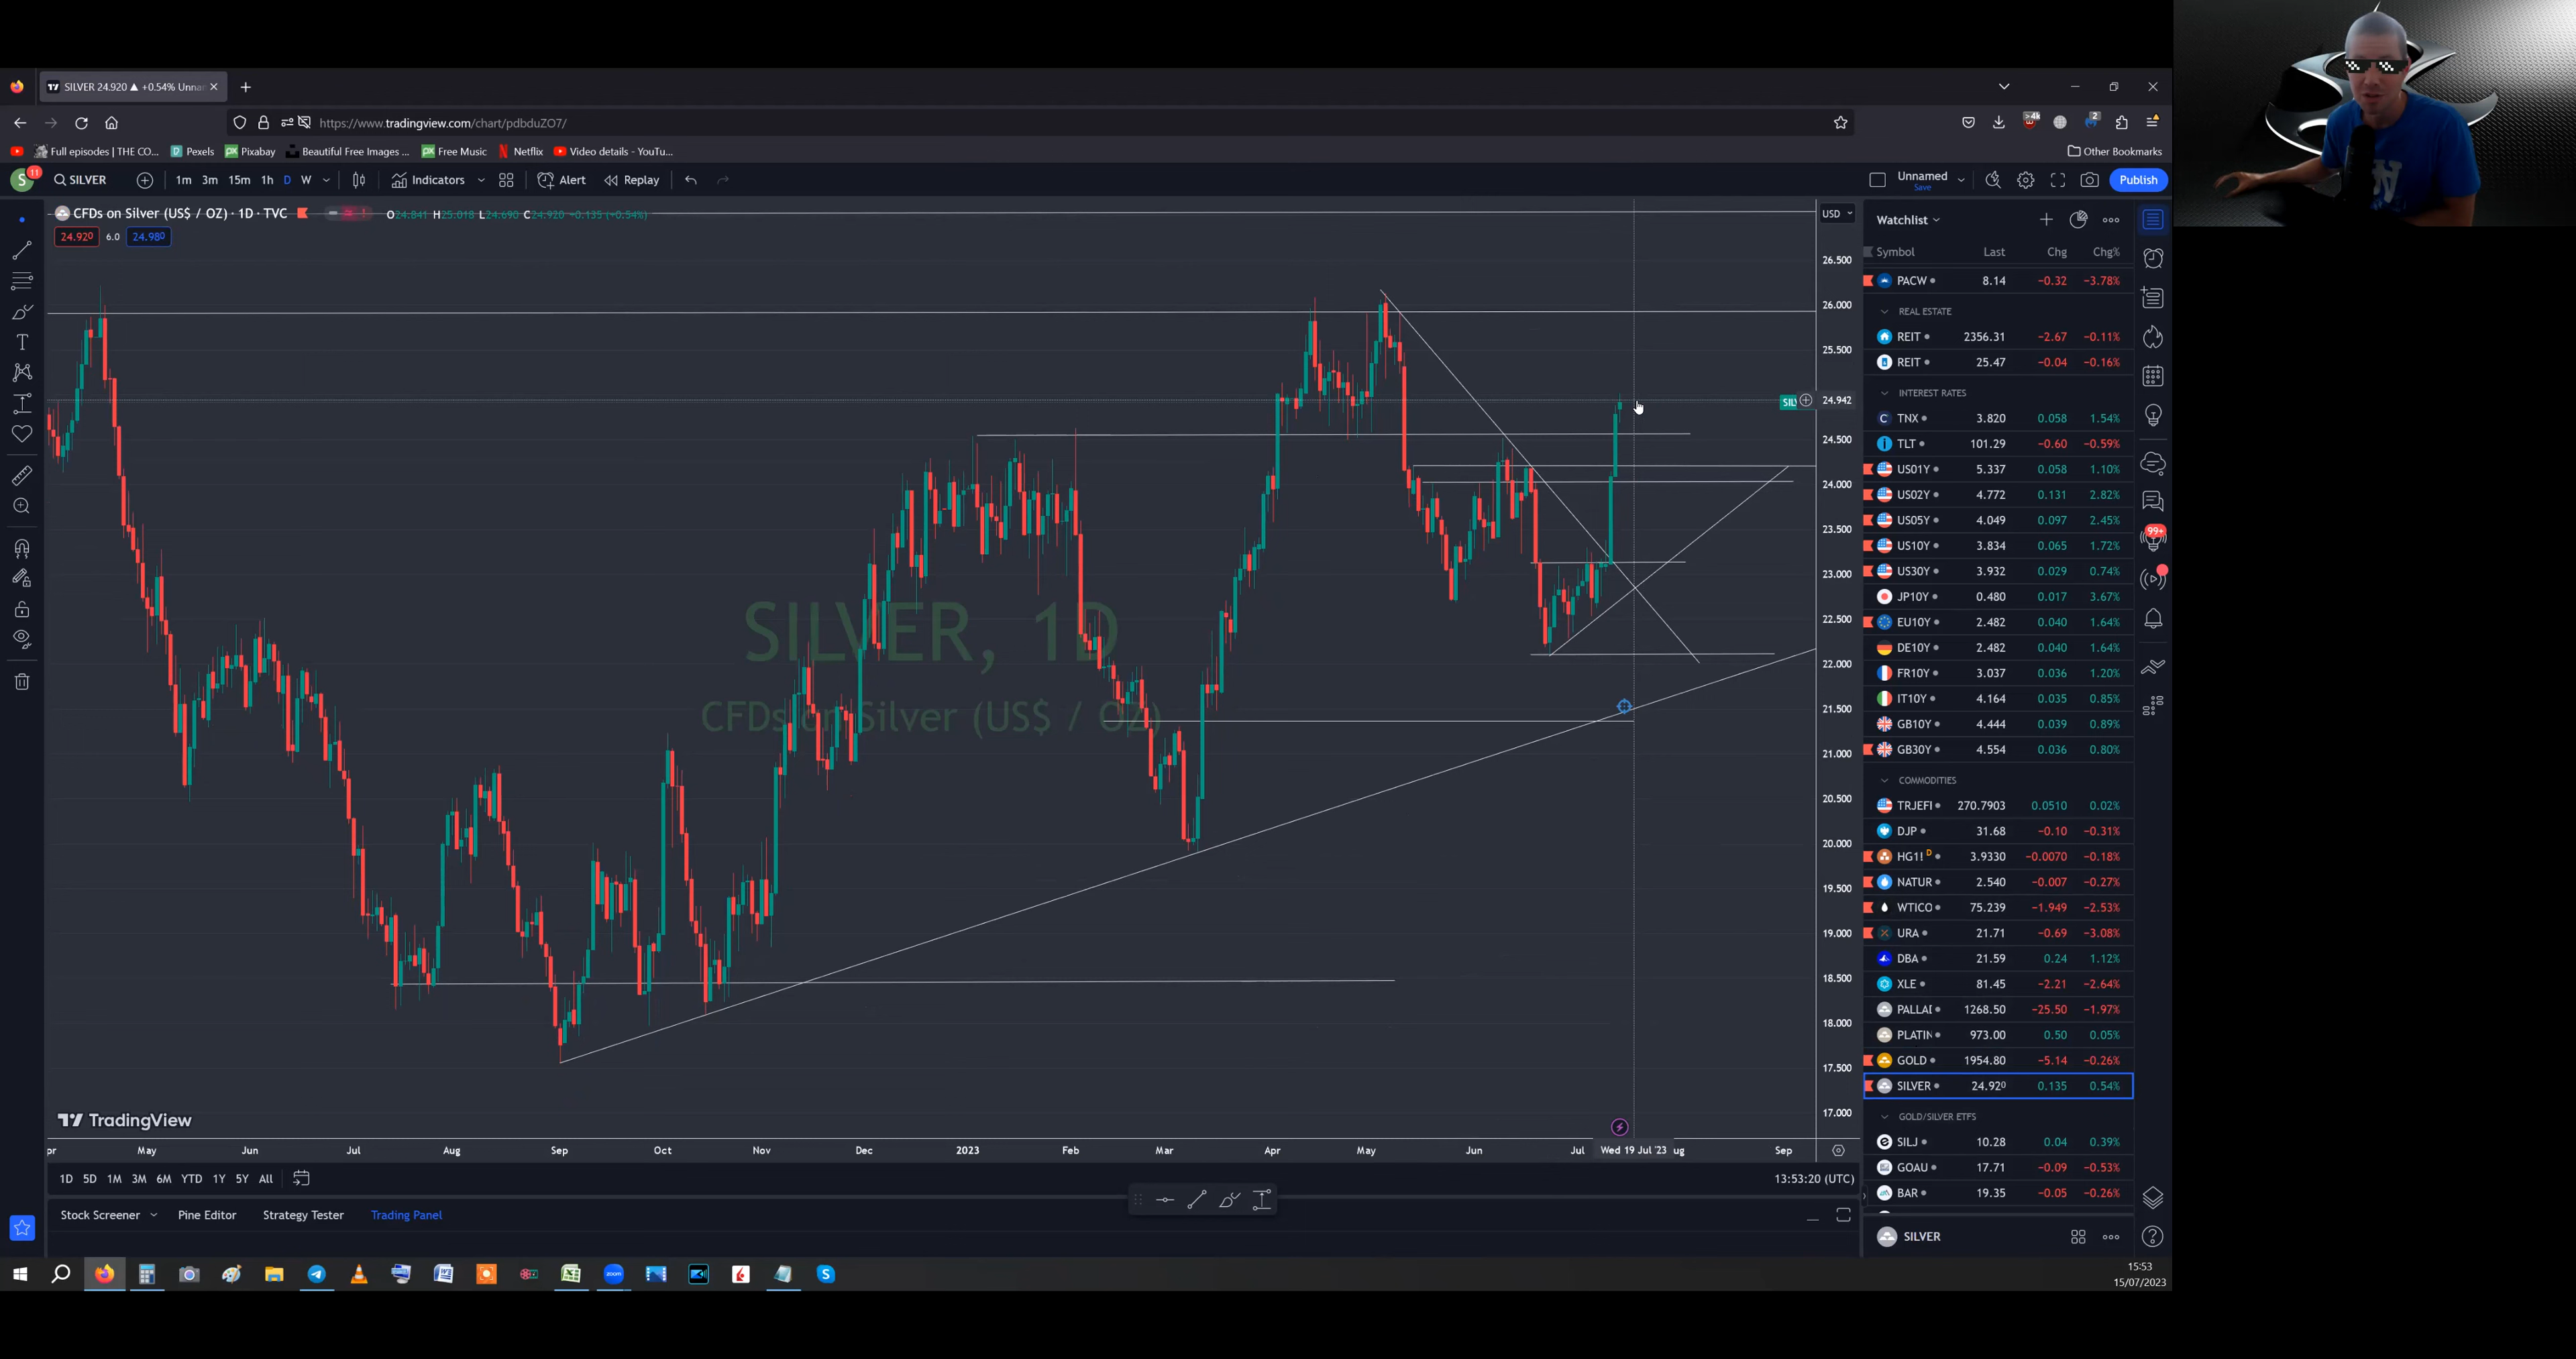 SILVER 24.920 ▲ +0.54% Unnar
https://www.tradingview.com/chart/pdbduZO7/
Full episodes | THE CO... Pexels Pixabay Beautiful Free Images ... Free Music Netflix Video details - YouTu...
Other Bookmarks
S 11 SILVER 1m 3m 15m 1h D W Indicators Alert Replay Unnamed Save Publish
CFDs on Silver (US$ / OZ) · 1D · TVC O24.841 H25.018 L24.690 C24.920 +0.135 (+0.54%)
24.920 6.0 24.980
USD
26.500
26.000
25.500
24.942
24.500
24.000
23.500
23.000
22.500
22.000
21.500
21.000
20.500
20.000
19.500
19.000
18.500
18.000
17.500
17.000
SILVER, 1D
CFDs on Silver (US$ / OZ)
TradingView
May Jun Jul Aug Sep Oct Nov Dec 2023 Feb Mar Apr May Jun Jul Wed 19 Jul '23 ug Sep
1D 5D 1M 3M 6M YTD 1Y 5Y All
13:53:20 (UTC)
Stock Screener Pine Editor Strategy Tester Trading Panel
Watchlist
Symbol Last Chg Chg%
PACW 8.14 −0.32 −3.78%
REAL ESTATE
REIT 2356.31 −2.67 −0.11%
REIT 25.47 −0.04 −0.16%
INTEREST RATES
TNX 3.820 0.058 1.54%
TLT 101.29 −0.60 −0.59%
US01Y 5.337 0.058 1.10%
US02Y 4.772 0.131 2.82%
US05Y 4.049 0.097 2.45%
US10Y 3.834 0.065 1.72%
US30Y 3.932 0.029 0.74%
JP10Y 0.480 0.017 3.67%
EU10Y 2.482 0.040 1.64%
DE10Y 2.482 0.040 1.64%
FR10Y 3.037 0.036 1.20%
IT10Y 4.164 0.035 0.85%
GB10Y 4.444 0.039 0.89%
GB30Y 4.554 0.036 0.80%
COMMODITIES
TRJEFI 270.7903 0.0510 0.02%
DJP 31.68 −0.10 −0.31%
HG1! D 3.9330 −0.0070 −0.18%
NATUR 2.540 −0.007 −0.27%
WTICO 75.239 −1.949 −2.53%
URA 21.71 −0.69 −3.08%
DBA 21.59 0.24 1.12%
XLE 81.45 −2.21 −2.64%
PALLAI 1268.50 −25.50 −1.97%
PLATIN 973.00 0.50 0.05%
GOLD 1954.80 −5.14 −0.26%
SILVER 24.920 0.135 0.54%
GOLD/SILVER ETFS
SILJ 10.28 0.04 0.39%
GOAU 17.71 −0.09 −0.53%
BAR 19.35 −0.05 −0.26%
SILVER
99+
15:53
15/07/2023